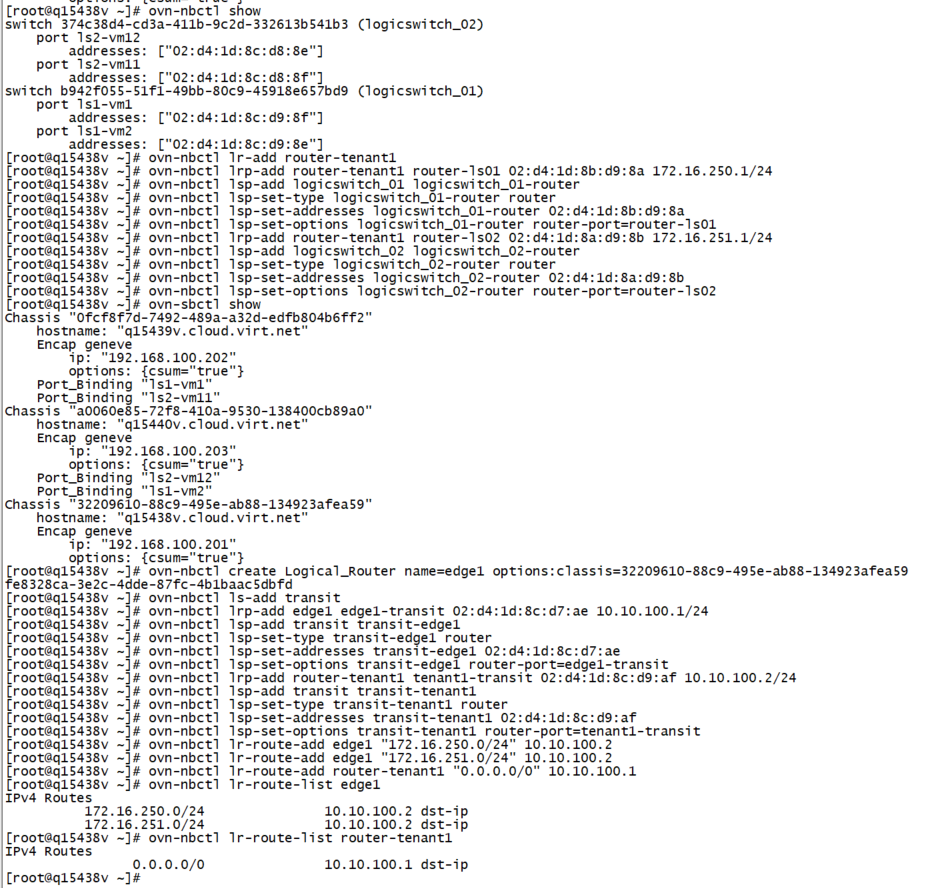 [root@q15438v ~]# ovn-nbctl show
switch 374c38d4-cd3a-411b-9c2d-332613b541b3 (logicswitch_02)
    port ls2-vm12
        addresses: ["02:d4:1d:8c:d8:8e"]
    port ls2-vm11
        addresses: ["02:d4:1d:8c:d8:8f"]
switch b942f055-51f1-49bb-80c9-45918e657bd9 (logicswitch_01)
    port ls1-vm1
        addresses: ["02:d4:1d:8c:d9:8f"]
    port ls1-vm2
        addresses: ["02:d4:1d:8c:d9:8e"]
[root@q15438v ~]# ovn-nbctl lr-add router-tenant1
[root@q15438v ~]# ovn-nbctl lrp-add router-tenant1 router-ls01 02:d4:1d:8b:d9:8a 172.16.250.1/24
[root@q15438v ~]# ovn-nbctl lsp-add logicswitch_01 logicswitch_01-router
[root@q15438v ~]# ovn-nbctl lsp-set-type logicswitch_01-router router
[root@q15438v ~]# ovn-nbctl lsp-set-addresses logicswitch_01-router 02:d4:1d:8b:d9:8a
[root@q15438v ~]# ovn-nbctl lsp-set-options logicswitch_01-router router-port=router-ls01
[root@q15438v ~]# ovn-nbctl lrp-add router-tenant1 router-ls02 02:d4:1d:8a:d9:8b 172.16.251.1/24
[root@q15438v ~]# ovn-nbctl lsp-add logicswitch_02 logicswitch_02-router
[root@q15438v ~]# ovn-nbctl lsp-set-type logicswitch_02-router router
[root@q15438v ~]# ovn-nbctl lsp-set-addresses logicswitch_02-router 02:d4:1d:8a:d9:8b
[root@q15438v ~]# ovn-nbctl lsp-set-options logicswitch_02-router router-port=router-ls02
[root@q15438v ~]# ovn-sbctl show
Chassis "0fcf8f7d-7492-489a-a32d-edfb804b6ff2"
    hostname: "q15439v.cloud.virt.net"
    Encap geneve
        ip: "192.168.100.202"
        options: {csum="true"}
    Port_Binding "ls1-vm1"
    Port_Binding "ls2-vm11"
Chassis "a0060e85-72f8-410a-9530-138400cb89a0"
    hostname: "q15440v.cloud.virt.net"
    Encap geneve
        ip: "192.168.100.203"
        options: {csum="true"}
    Port_Binding "ls2-vm12"
    Port_Binding "ls1-vm2"
Chassis "32209610-88c9-495e-ab88-134923afea59"
    hostname: "q15438v.cloud.virt.net"
    Encap geneve
        ip: "192.168.100.201"
        options: {csum="true"}
[root@q15438v ~]# ovn-nbctl create Logical_Router name=edge1 options:classis=32209610-88c9-495e-ab88-134923afea59
fe8328ca-3e2c-4dde-87fc-4b1baac5dbfd
[root@q15438v ~]# ovn-nbctl ls-add transit
[root@q15438v ~]# ovn-nbctl lrp-add edge1 edge1-transit 02:d4:1d:8c:d7:ae 10.10.100.1/24
[root@q15438v ~]# ovn-nbctl lsp-add transit transit-edge1
[root@q15438v ~]# ovn-nbctl lsp-set-type transit-edge1 router
[root@q15438v ~]# ovn-nbctl lsp-set-addresses transit-edge1 02:d4:1d:8c:d7:ae
[root@q15438v ~]# ovn-nbctl lsp-set-options transit-edge1 router-port=edge1-transit
[root@q15438v ~]# ovn-nbctl lrp-add router-tenant1 tenant1-transit 02:d4:1d:8c:d9:af 10.10.100.2/24
[root@q15438v ~]# ovn-nbctl lsp-add transit transit-tenant1
[root@q15438v ~]# ovn-nbctl lsp-set-type transit-tenant1 router
[root@q15438v ~]# ovn-nbctl lsp-set-addresses transit-tenant1 02:d4:1d:8c:d9:af
[root@q15438v ~]# ovn-nbctl lsp-set-options transit-tenant1 router-port=tenant1-transit
[root@q15438v ~]# ovn-nbctl lr-route-add edge1 "172.16.250.0/24" 10.10.100.2
[root@q15438v ~]# ovn-nbctl lr-route-add edge1 "172.16.251.0/24" 10.10.100.2
[root@q15438v ~]# ovn-nbctl lr-route-add router-tenant1 "0.0.0.0/0" 10.10.100.1
[root@q15438v ~]# ovn-nbctl lr-route-list edge1
IPv4 Routes
          172.16.250.0/24               10.10.100.2 dst-ip
          172.16.251.0/24               10.10.100.2 dst-ip
[root@q15438v ~]# ovn-nbctl lr-route-list router-tenant1
IPv4 Routes
                0.0.0.0/0               10.10.100.1 dst-ip
[root@q15438v ~]#